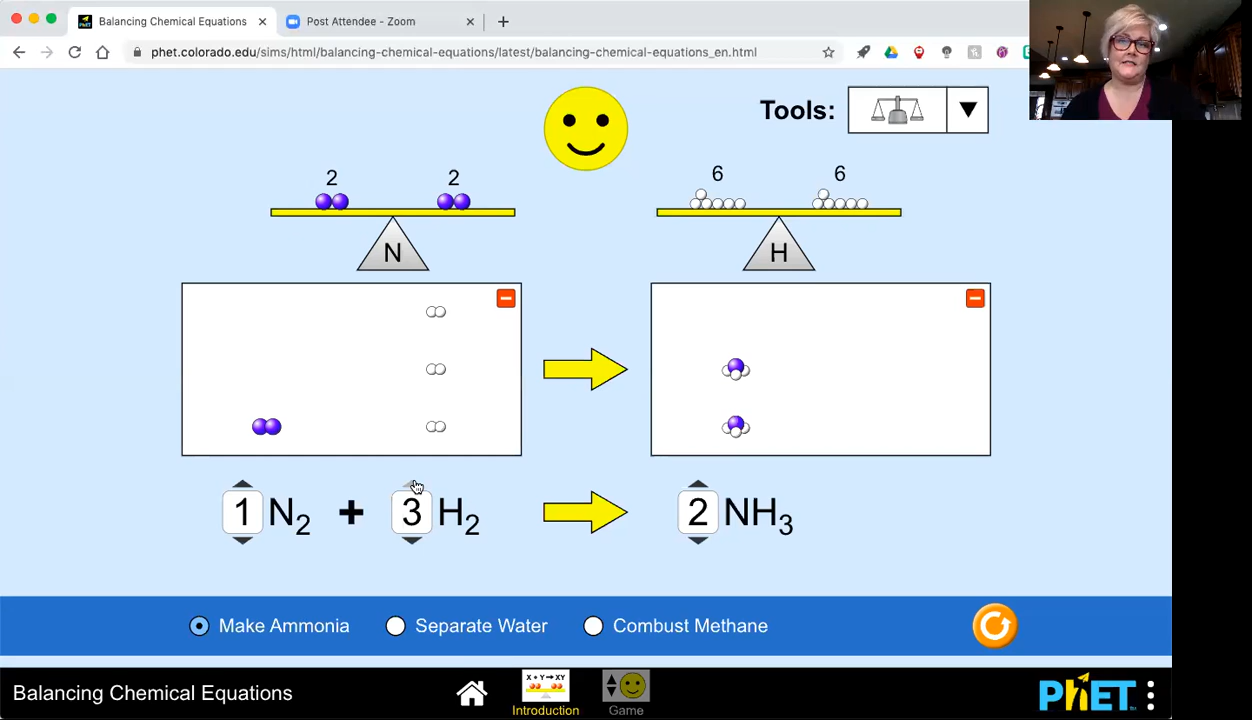 Balancing Chemical Equations
Post Attendee - Zoom
phet.colorado.edu/sims/html/balancing-chemical-equations/latest/balancing-chemical-equations_en.html
Tools:
2 2
6 6
N
H
1 N₂ + 3 H₂ 2 NH₃
Make Ammonia Separate Water Combust Methane
Balancing Chemical Equations
X + Y → XY
Introduction
Game
PhET